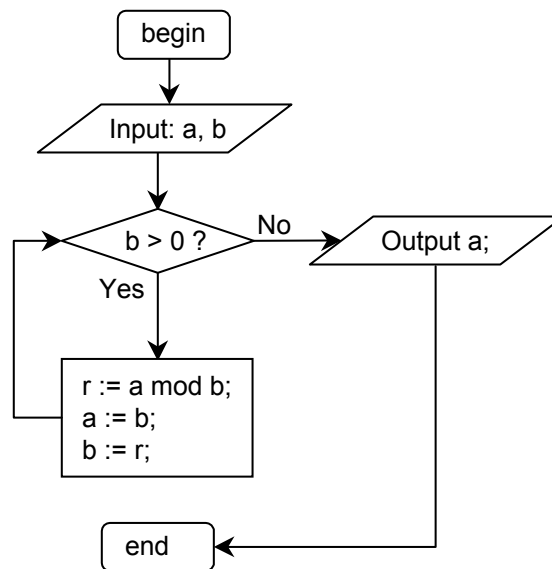 begin
Input: a, b
b > 0 ?
No
Output a;
Yes
r := a mod b;
a := b;
b := r;
end